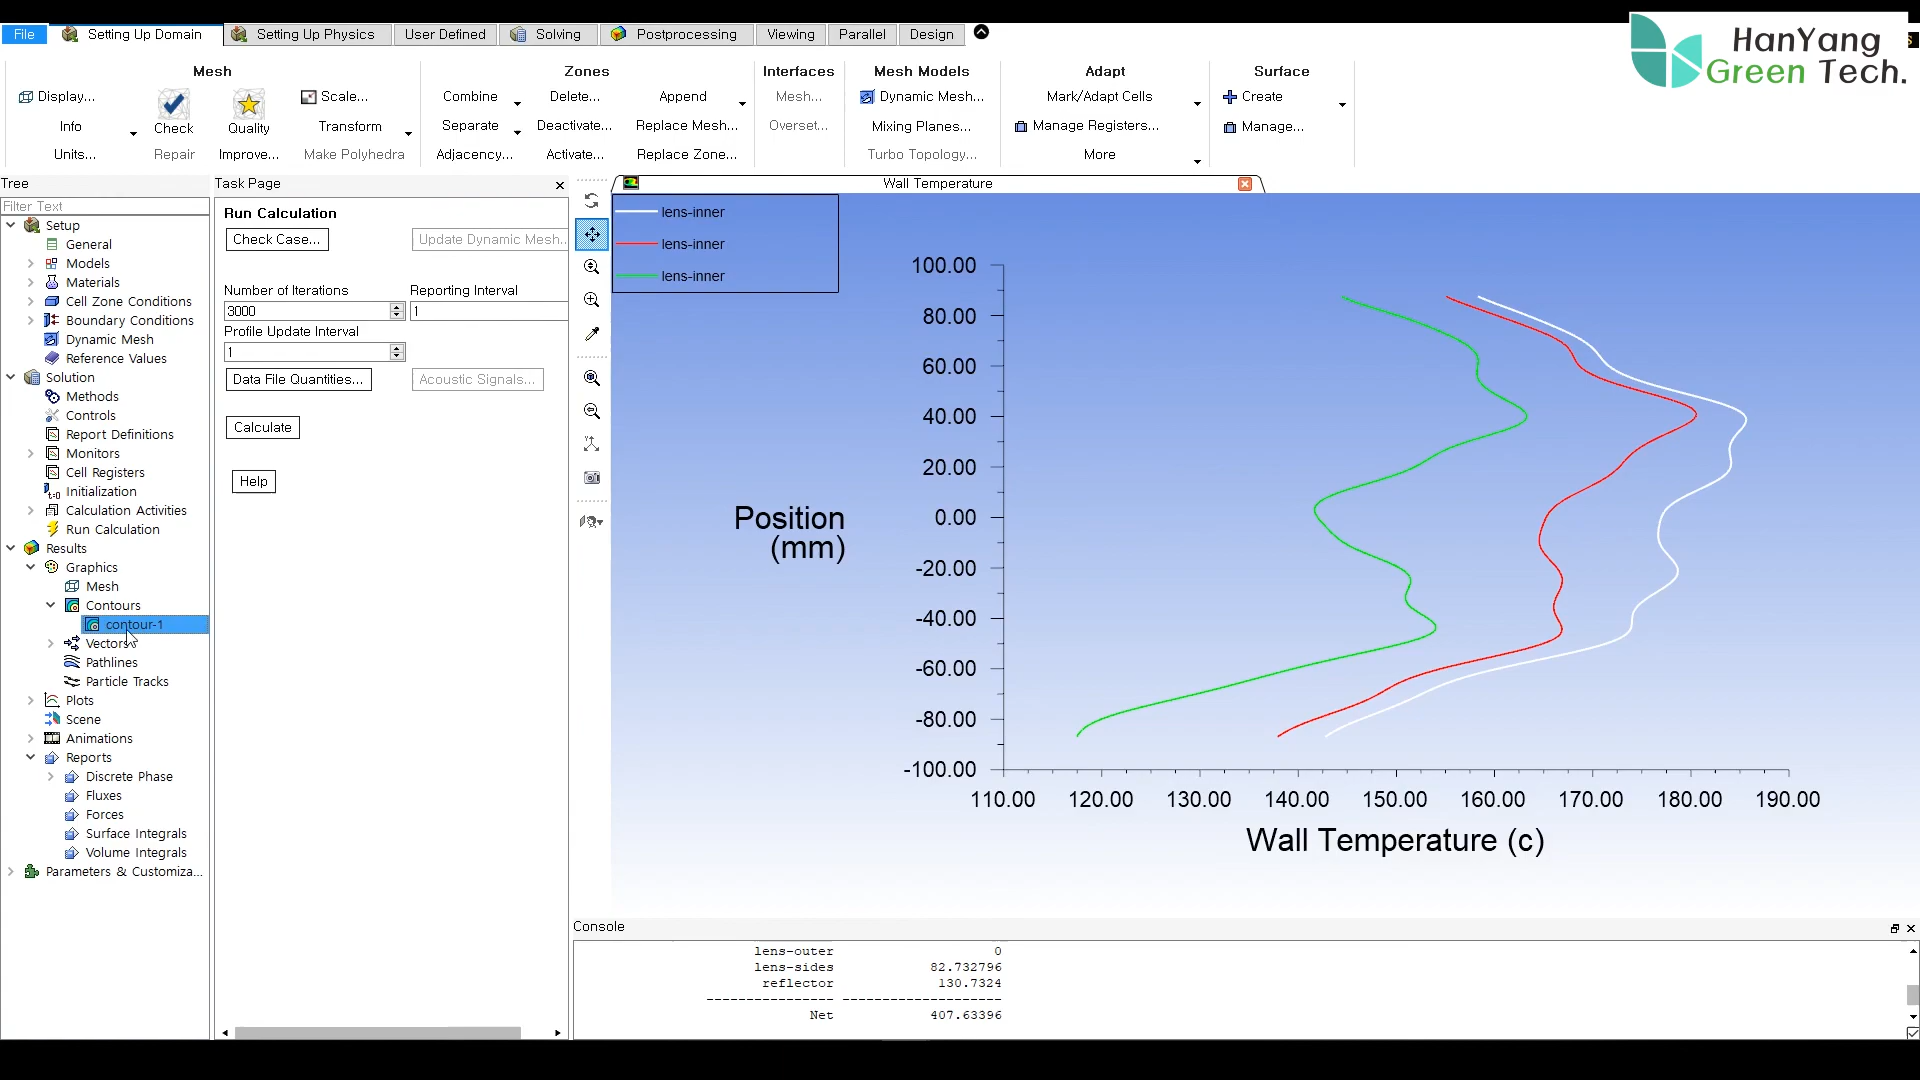 File
Setting Up Domain
Setting Up Physics
User Defined
Solving
Postprocessing
Viewing
Parallel
Design
HanYang
Green Tech.
Mesh
Zones
Interfaces
Mesh Models
Adapt
Surface
Display...
Scale...
Combine
Delete...
Append
Mesh...
Dynamic Mesh...
Mark/Adapt Cells
Create
Info
Check
Quality
Transform
Separate
Deactivate...
Replace Mesh...
Overset...
Mixing Planes...
Manage Registers...
Manage...
Units...
Repair
Improve...
Make Polyhedra
Adjacency...
Activate...
Replace Zone...
Turbo Topology...
More
Tree
Filter Text
Setup
General
Models
Materials
Cell Zone Conditions
Boundary Conditions
Dynamic Mesh
Reference Values
Solution
Methods
Controls
Report Definitions
Monitors
Cell Registers
Initialization
Calculation Activities
Run Calculation
Results
Graphics
Mesh
Contours
contour-1
Vectors
Pathlines
Particle Tracks
Plots
Scene
Animations
Reports
Discrete Phase
Fluxes
Forces
Surface Integrals
Volume Integrals
Parameters & Customiza...
Task Page
Run Calculation
Check Case...
Update Dynamic Mesh..
Number of Iterations
Reporting Interval
3000
1
Profile Update Interval
1
Data File Quantities...
Acoustic Signals...
Calculate
Help
Wall Temperature
lens-inner
lens-inner
lens-inner
100.00
80.00
60.00
40.00
20.00
0.00
-20.00
-40.00
-60.00
-80.00
-100.00
Position
(mm)
110.00
120.00
130.00
140.00
150.00
160.00
170.00
180.00
190.00
Wall Temperature (c)
Console
lens-outer 0
lens-sides 82.732796
reflector 130.7324
---------------- --------------------
Net 407.63396